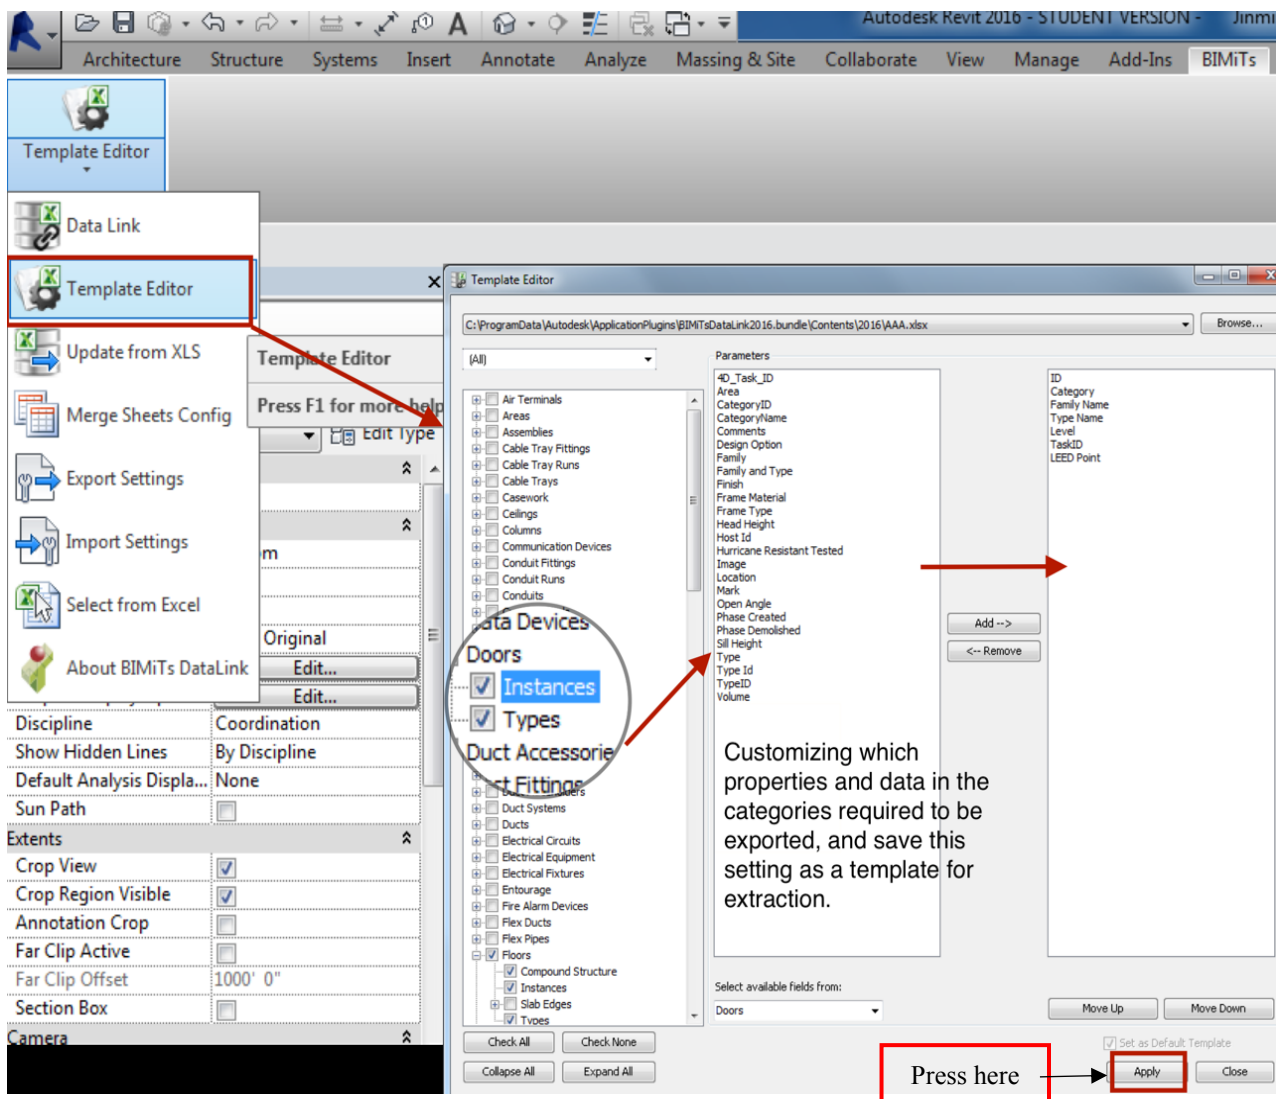 Autodesk Revit 2016 - STUDENT VERSION - Jinmi
Architecture Structure Systems Insert Annotate Analyze Massing & Site Collaborate View Manage Add-Ins BIMiTs
Template Editor
Data Link
Template Editor
Update from XLS
Merge Sheets Config
Export Settings
Import Settings
Select from Excel
About BIMiTs DataLink
Template Editor
Press F1 for more help
Edit Type
Original
Edit...
Edit...
Discipline Coordination
Show Hidden Lines By Discipline
Default Analysis Displa... None
Sun Path
Extents
Crop View
Crop Region Visible
Annotation Crop
Far Clip Active
Far Clip Offset 1000' 0"
Section Box
Camera
Template Editor
C:\ProgramData\Autodesk\ApplicationPlugins\BIMiTsDataLink2016.bundle\Contents\2016\AAA.xlsx
Browse...
(All)
Air Terminals
Areas
Assemblies
Cable Tray Fittings
Cable Tray Runs
Cable Trays
Casework
Ceilings
Columns
Communication Devices
Conduit Fittings
Conduit Runs
Conduits
Data Devices
Doors
Instances
Types
Duct Accessorie
ct Fittings
Duct Systems
Ducts
Electrical Circuits
Electrical Equipment
Electrical Fixtures
Entourage
Fire Alarm Devices
Flex Ducts
Flex Pipes
Floors
Compound Structure
Instances
Slab Edges
Types
Check All Check None
Collapse All Expand All
Parameters
4D_Task_ID
Area
CategoryID
CategoryName
Comments
Design Option
Family
Family and Type
Finish
Frame Material
Frame Type
Head Height
Host Id
Hurricane Resistant Tested
Image
Location
Mark
Open Angle
Phase Created
Phase Demolished
Sill Height
Type
Type Id
TypeID
Volume
Customizing which
properties and data in the
categories required to be
exported, and save this
setting as a template for
extraction.
Select available fields from:
Doors
Add -->
<-- Remove
ID
Category
Family Name
Type Name
Level
TaskID
LEED Point
Move Up Move Down
Set as Default Template
Press here
Apply Close